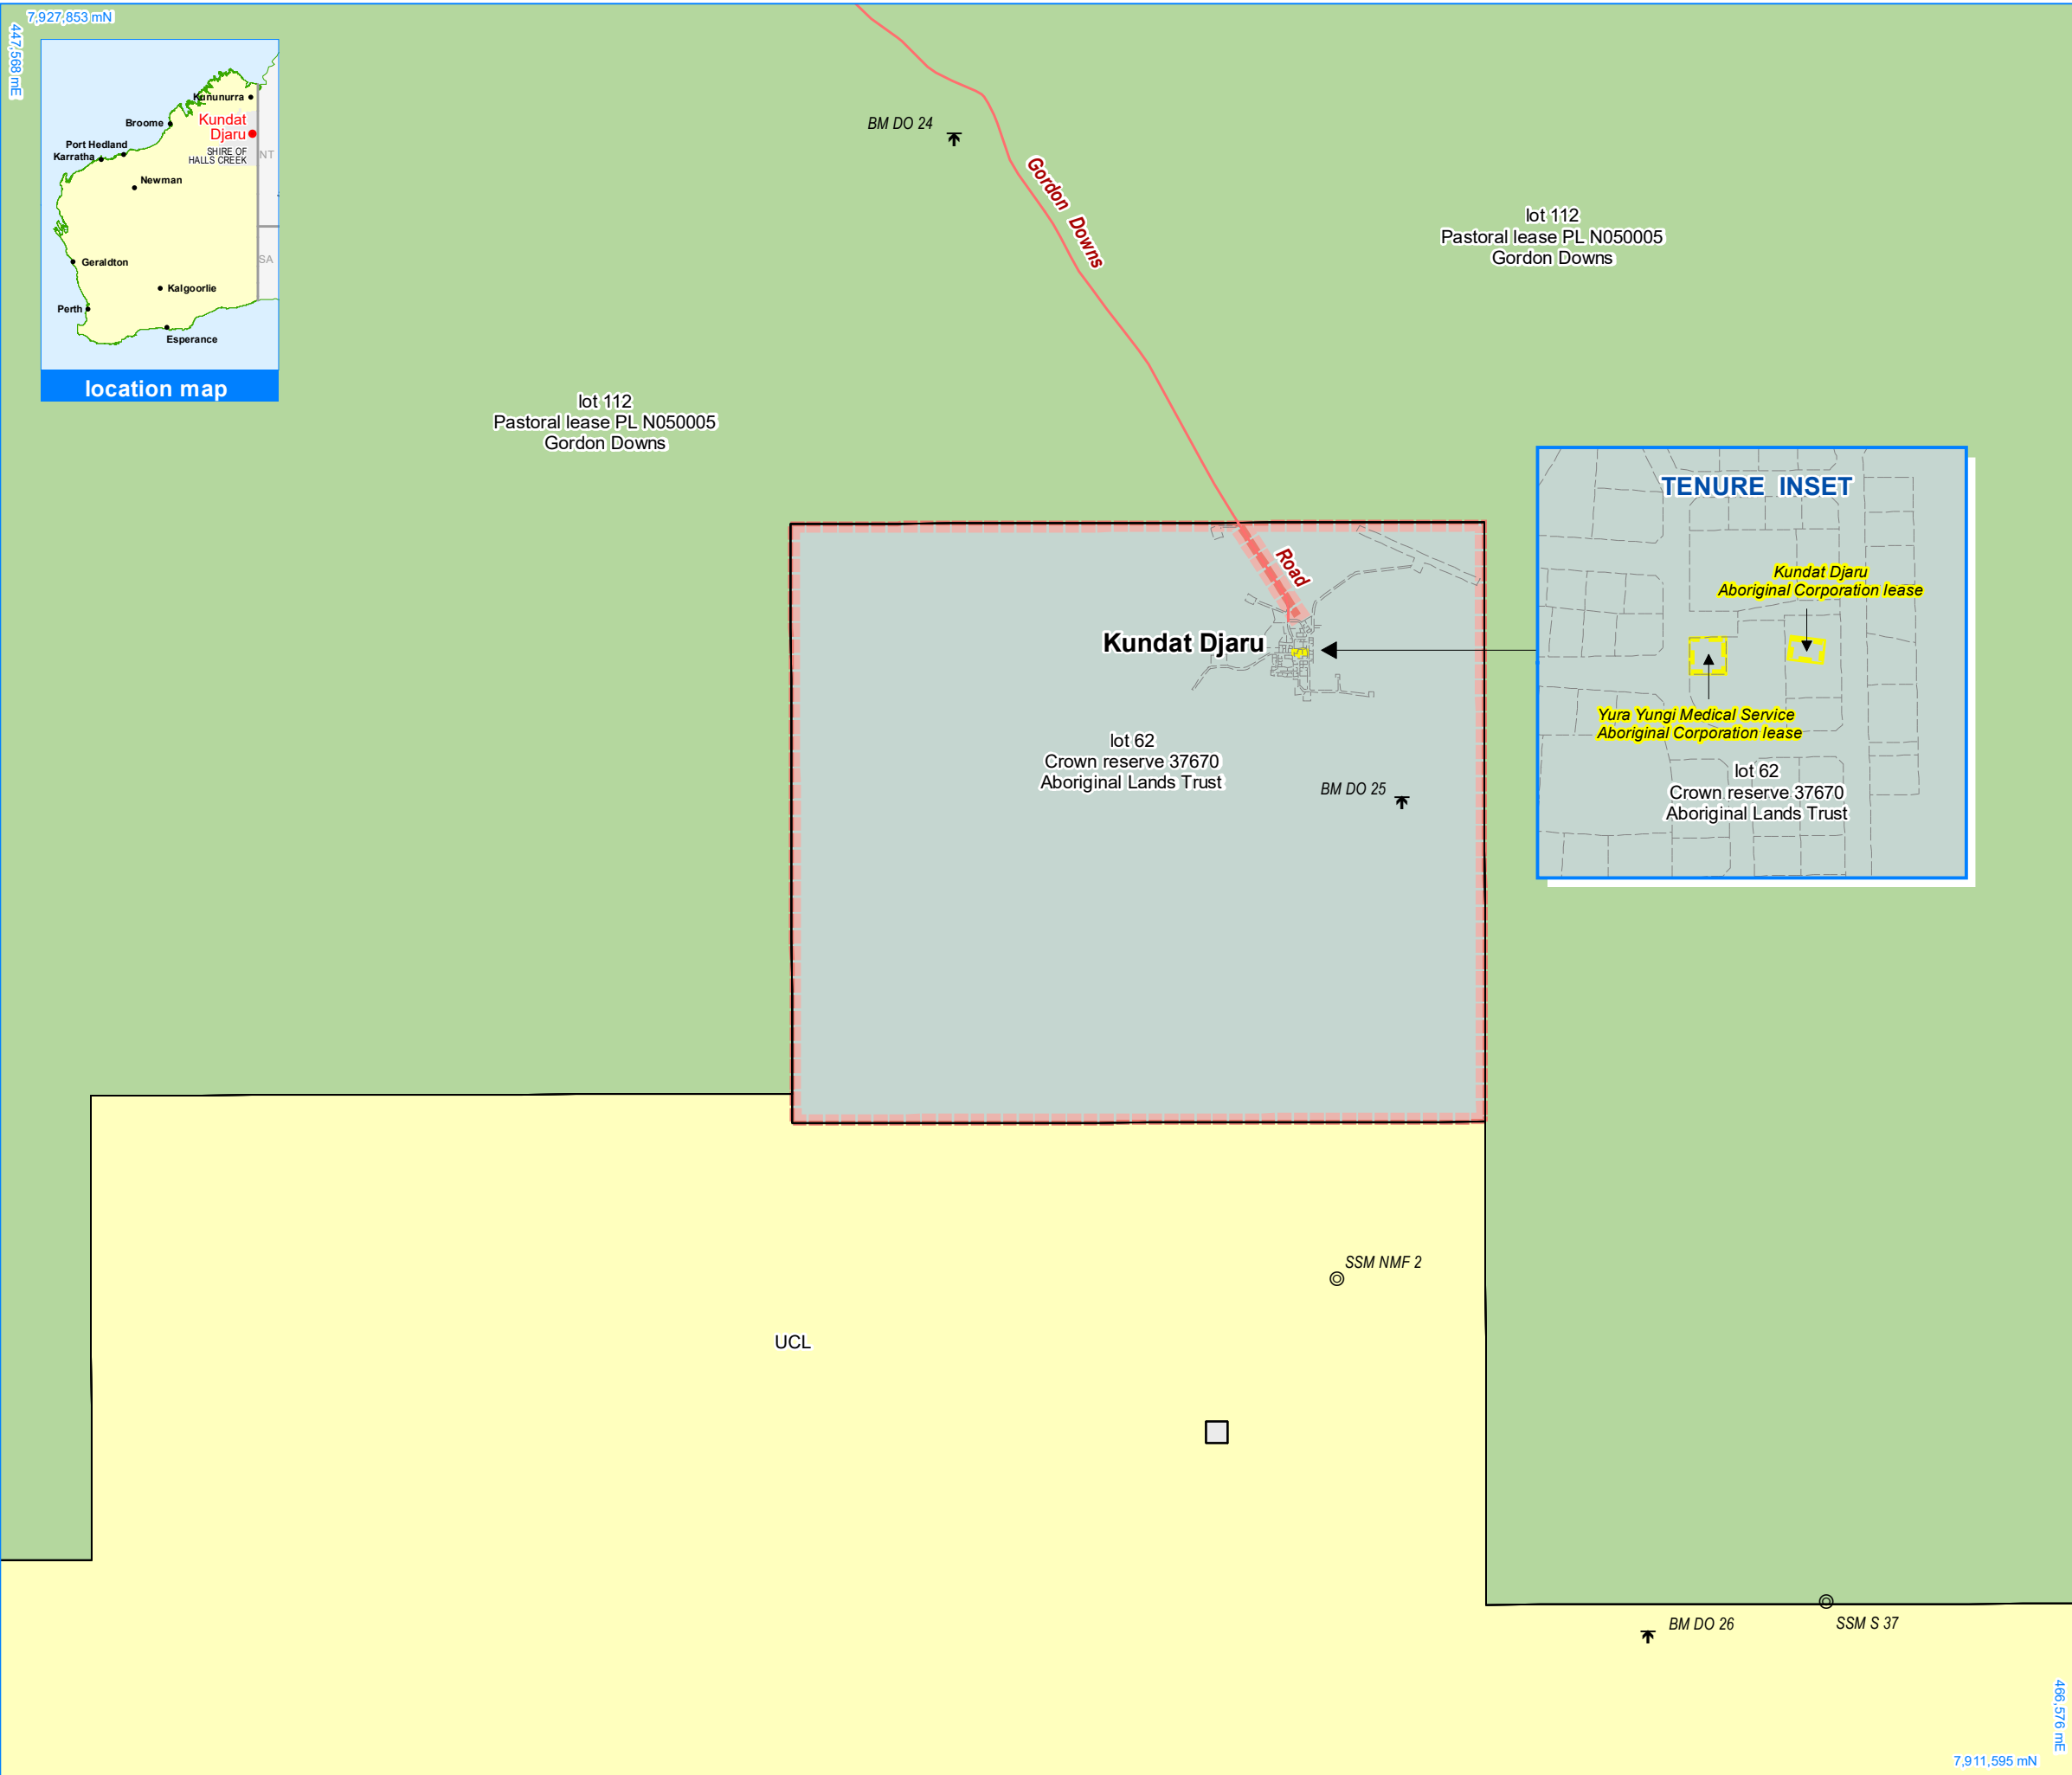 7,927,853 mN
447,568 mE
Kununurra
Broome
Kundat
Djaru
Port Hedland
Karratha
SHIRE OF
HALLS CREEK
NT
Newman
Geraldton
SA
Kalgoorlie
Perth
Esperance
location map
BM DO 24
Gordon Downs
lot 112
Pastoral lease PL N050005
Gordon Downs
lot 112
Pastoral lease PL N050005
Gordon Downs
Road
Kundat Djaru
lot 62
Crown reserve 37670
Aboriginal Lands Trust
BM DO 25
TENURE INSET
Kundat Djaru
Aboriginal Corporation lease
Yura Yungi Medical Service
Aboriginal Corporation lease
lot 62
Crown reserve 37670
Aboriginal Lands Trust
SSM NMF 2
UCL
BM DO 26
SSM S 37
466,576 mE
7,911,595 mN